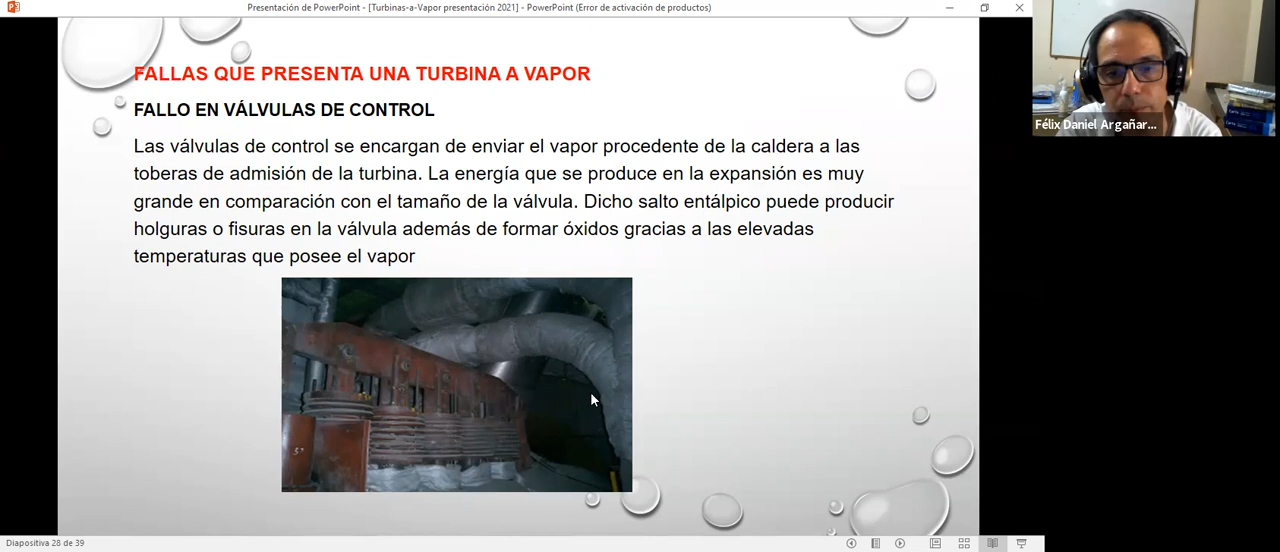 Presentación de PowerPoint - [Turbinas-a-Vapor presentación 2021] - PowerPoint (Error de activación de productos)
FALLAS QUE PRESENTA UNA TURBINA A VAPOR
FALLO EN VÁLVULAS DE CONTROL
Las válvulas de control se encargan de enviar el vapor procedente de la caldera a las
toberas de admisión de la turbina. La energía que se produce en la expansión es muy
grande en comparación con el tamaño de la válvula. Dicho salto entálpico puede producir
holguras o fisuras en la válvula además de formar óxidos gracias a las elevadas
temperaturas que posee el vapor
Félix Daniel Argañar...
Diapositiva 28 de 39